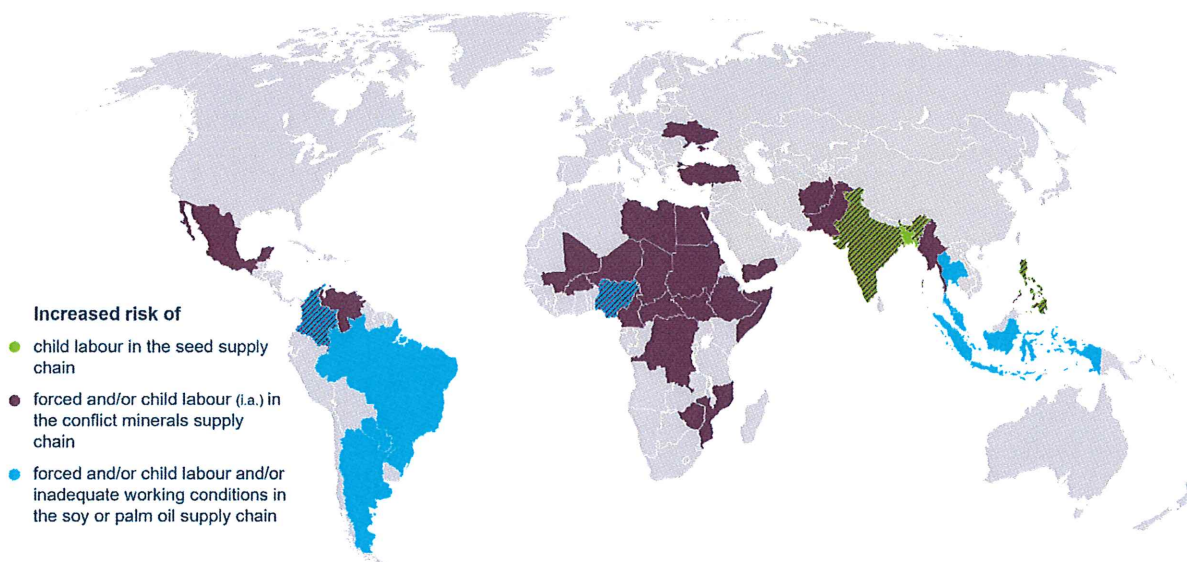 Increased risk of
child labour in the seed supply
chain
forced and/or child labour (i.a.) in
the conflict minerals supply
chain
forced and/or child labour and/or
inadequate working conditions in
the soy or palm oil supply chain